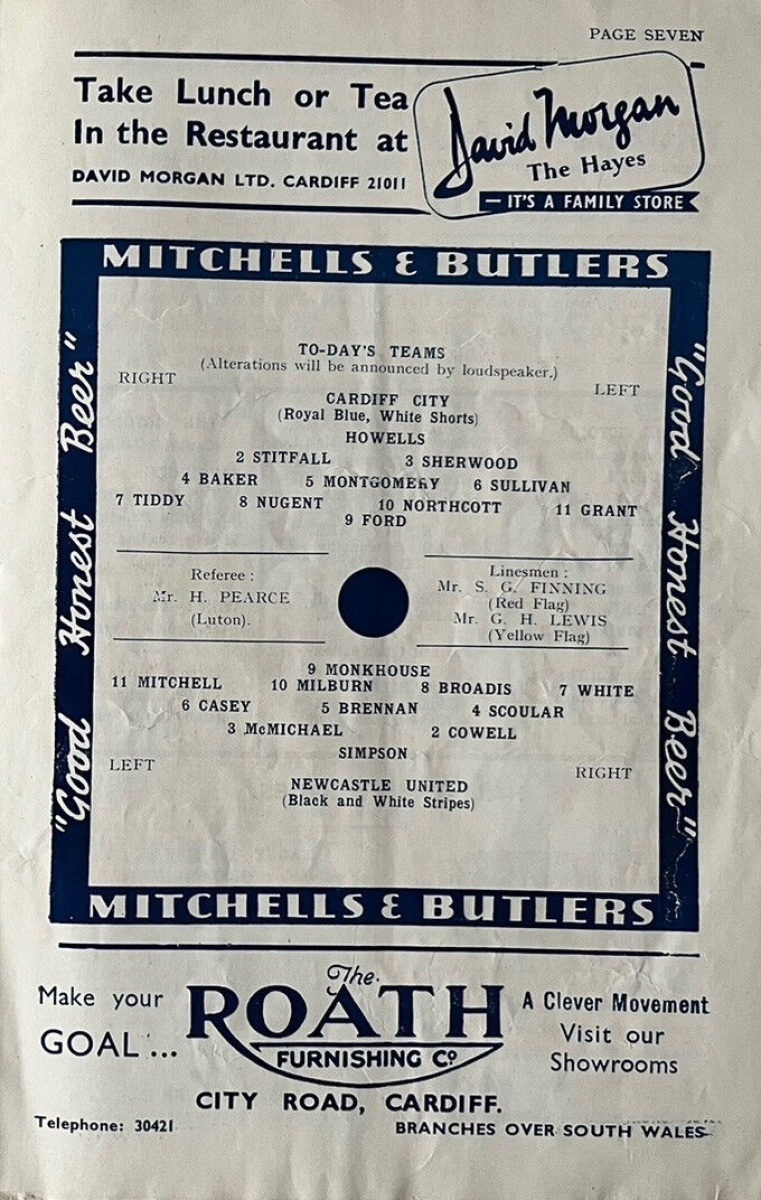 PAGE SEVEN
Take Lunch or Tea
In the Restaurant at
DAVID MORGAN LTD. CARDIFF 21011
David Morgan
The Hayes
— IT'S A FAMILY STORE
MITCHELLS & BUTLERS
"Good Honest Beer"
"Good Honest Beer"
TO-DAY'S TEAMS
(Alterations will be announced by loudspeaker.)
RIGHT
LEFT
CARDIFF CITY
(Royal Blue, White Shorts)
HOWELLS
2 STITFALL 3 SHERWOOD
4 BAKER 5 MONTGOMERY 6 SULLIVAN
7 TIDDY 8 NUGENT 10 NORTHCOTT 11 GRANT
9 FORD
Referee :
Mr. H. PEARCE
(Luton).
Linesmen :
Mr. S. G. FINNING
(Red Flag)
Mr. G. H. LEWIS
(Yellow Flag)
9 MONKHOUSE
11 MITCHELL 10 MILBURN 8 BROADIS 7 WHITE
6 CASEY 5 BRENNAN 4 SCOULAR
3 McMICHAEL 2 COWELL
SIMPSON
LEFT
RIGHT
NEWCASTLE UNITED
(Black and White Stripes)
MITCHELLS & BUTLERS
Make your
GOAL ...
The
ROATH
FURNISHING Co
A Clever Movement
Visit our
Showrooms
CITY ROAD, CARDIFF.
Telephone: 30421
BRANCHES OVER SOUTH WALES